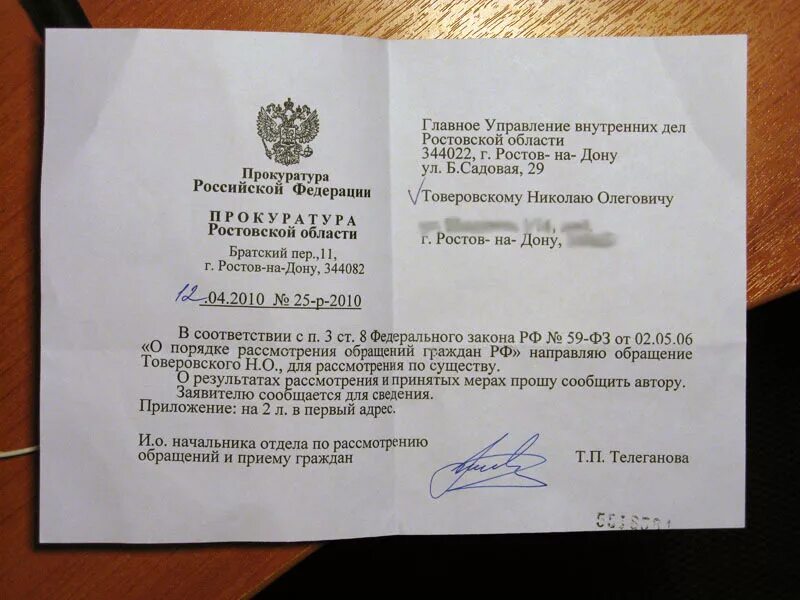 Прокуратура
Российской Федерации
ПРОКУРАТУРА
Ростовской области
Братский пер.,11,
г. Ростов-на-Дону, 344082
12.04.2010 № 25-р-2010
Главное Управление внутренних дел
Ростовской области
344022, г. Ростов- на- Дону
ул. Б.Садовая, 29
Товеровскому Николаю Олеговичу
г. Ростов- на- Дону,
В соответствии с п. 3 ст. 8 Федерального закона РФ № 59-ФЗ от 02.05.06
«О порядке рассмотрения обращений граждан РФ» направляю обращение
Товеровского Н.О., для рассмотрения по существу.
О результатах рассмотрения и принятых мерах прошу сообщить автору.
Заявителю сообщается для сведения.
Приложение: на 2 л. в первый адрес.
И.о. начальника отдела по рассмотрению
обращений и приему граждан
Т.П. Телеганова